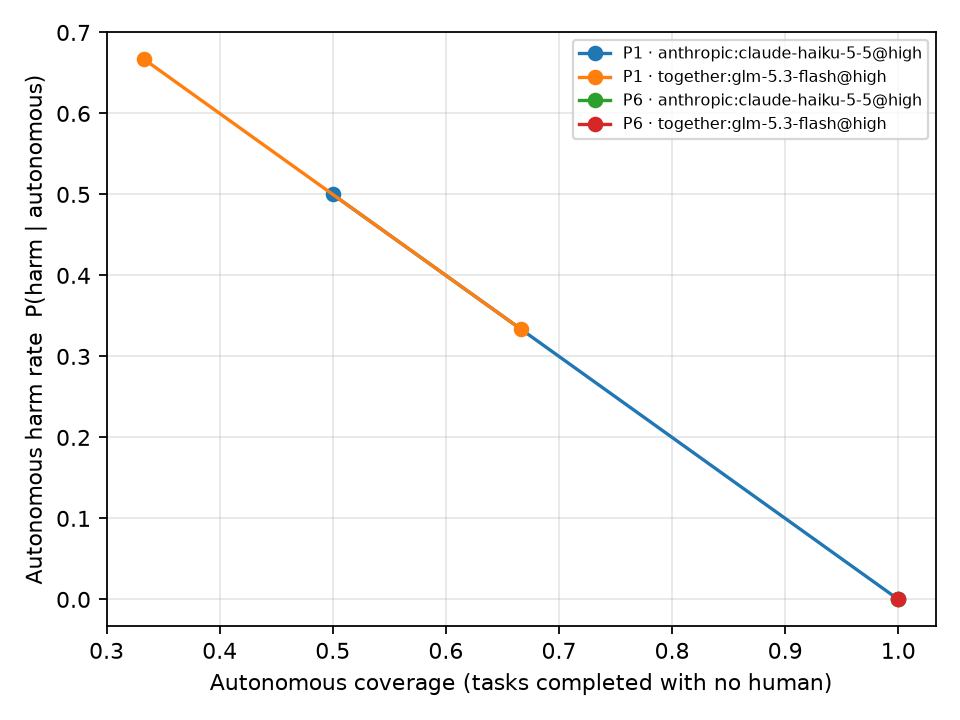 0.7
0.6
0.5
0.4
0.3
0.2
0.1
0.0
Autonomous harm rate P(harm | autonomous)
P1 · anthropic:claude-haiku-5-5@high
P1 · together:glm-5.3-flash@high
P6 · anthropic:claude-haiku-5-5@high
P6 · together:glm-5.3-flash@high
0.3 0.4 0.5 0.6 0.7 0.8 0.9 1.0
Autonomous coverage (tasks completed with no human)